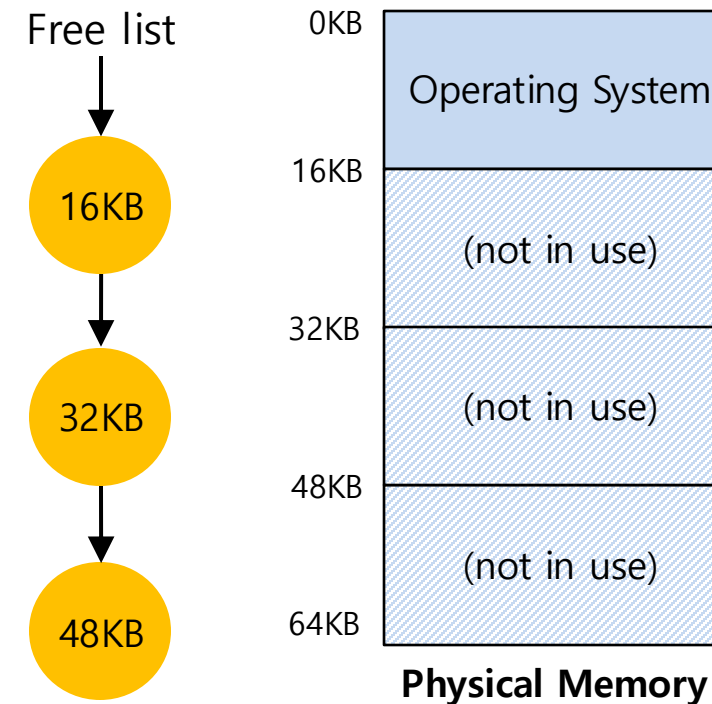 Free list
16KB
32KB
48KB
0KB
Operating System
16KB
(not in use)
32KB
(not in use)
48KB
(not in use)
64KB
Physical Memory